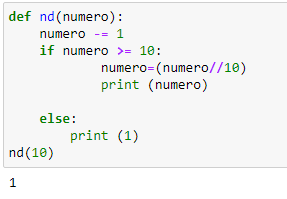 def nd(numero):
    numero -= 1
    if numero >= 10:
            numero=(numero//10)
            print (numero)

    else:
        print (1)
nd(10)
1